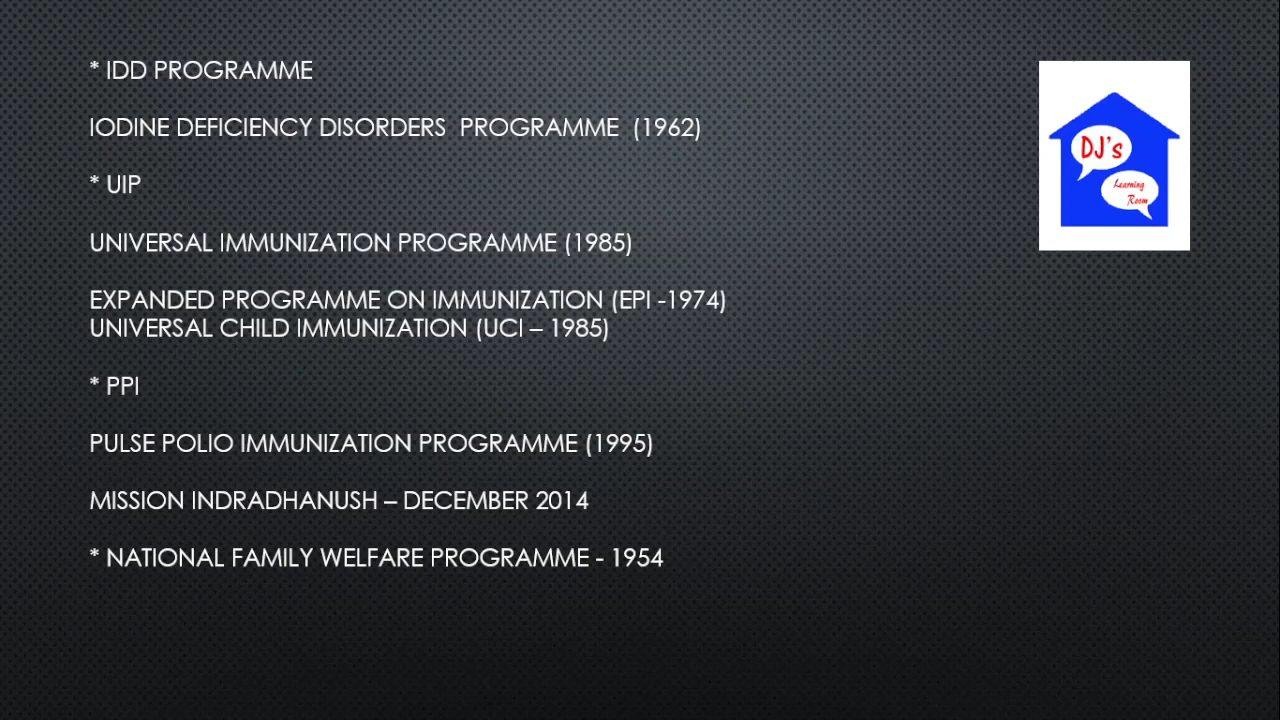 * IDD PROGRAMME
IODINE DEFICIENCY DISORDERS  PROGRAMME  (1962)
* UIP
UNIVERSAL IMMUNIZATION PROGRAMME (1985)
EXPANDED PROGRAMME ON IMMUNIZATION (EPI -1974)
UNIVERSAL CHILD IMMUNIZATION (UCI – 1985)
* PPI
PULSE POLIO IMMUNIZATION PROGRAMME (1995)
MISSION INDRADHANUSH – DECEMBER 2014
* NATIONAL FAMILY WELFARE PROGRAMME - 1954
DJ's
Learning
Room